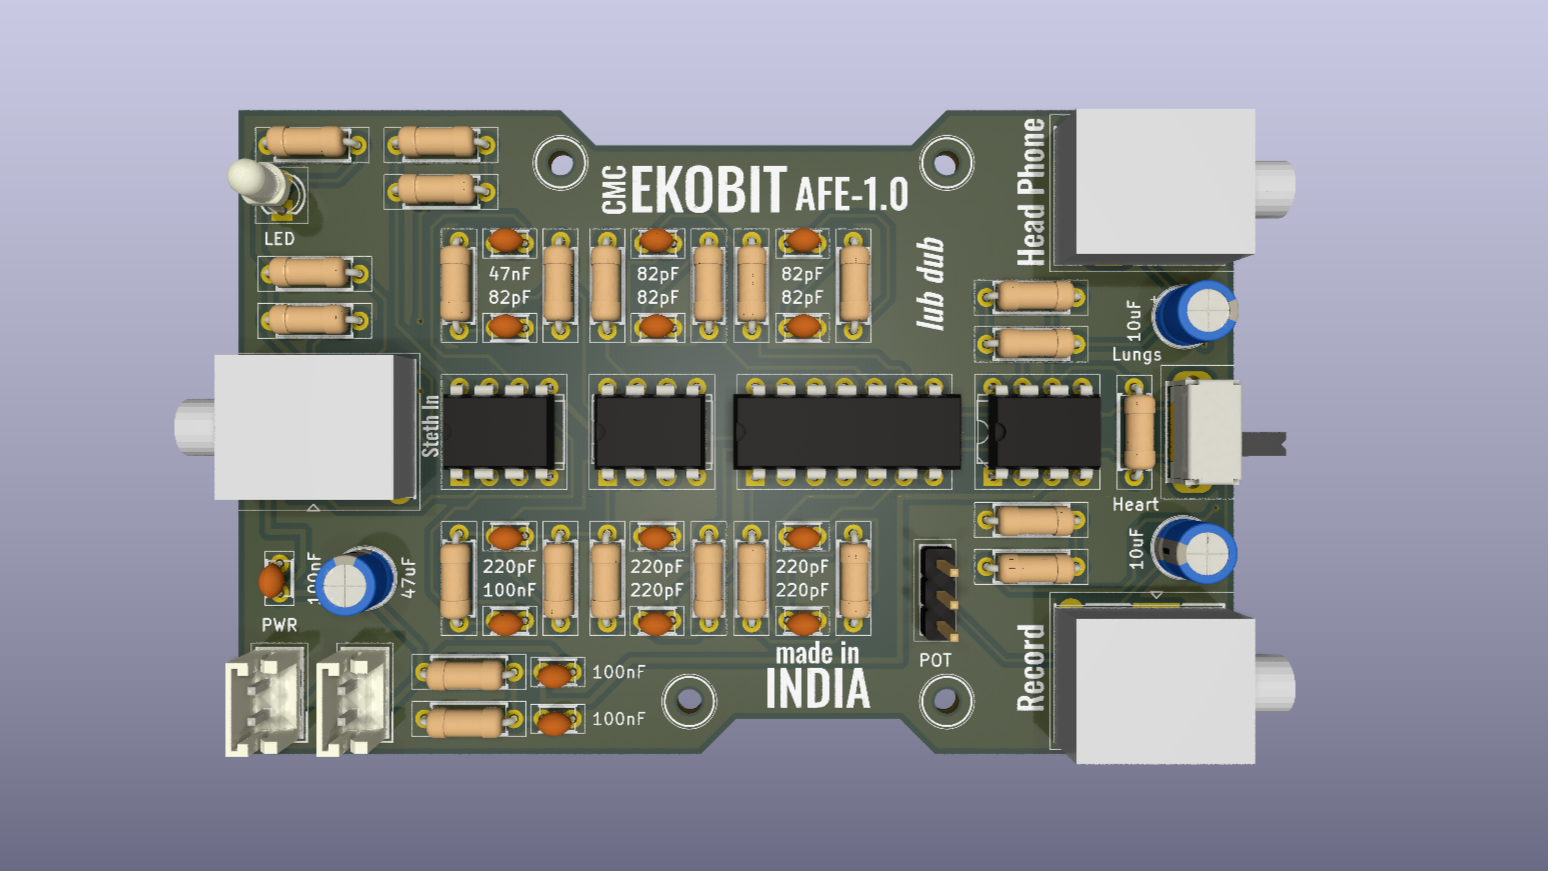 CMC EKOBIT AFE-1.0
Head Phone
LED
47nF
82pF
82pF
82pF
82pF
82pF
lub dub
10uF
+
Lungs
Steth In
Heart
10uF
100nF
47uF
220pF
100nF
220pF
220pF
220pF
220pF
PWR
POT
made in
INDIA
Record
100nF
100nF